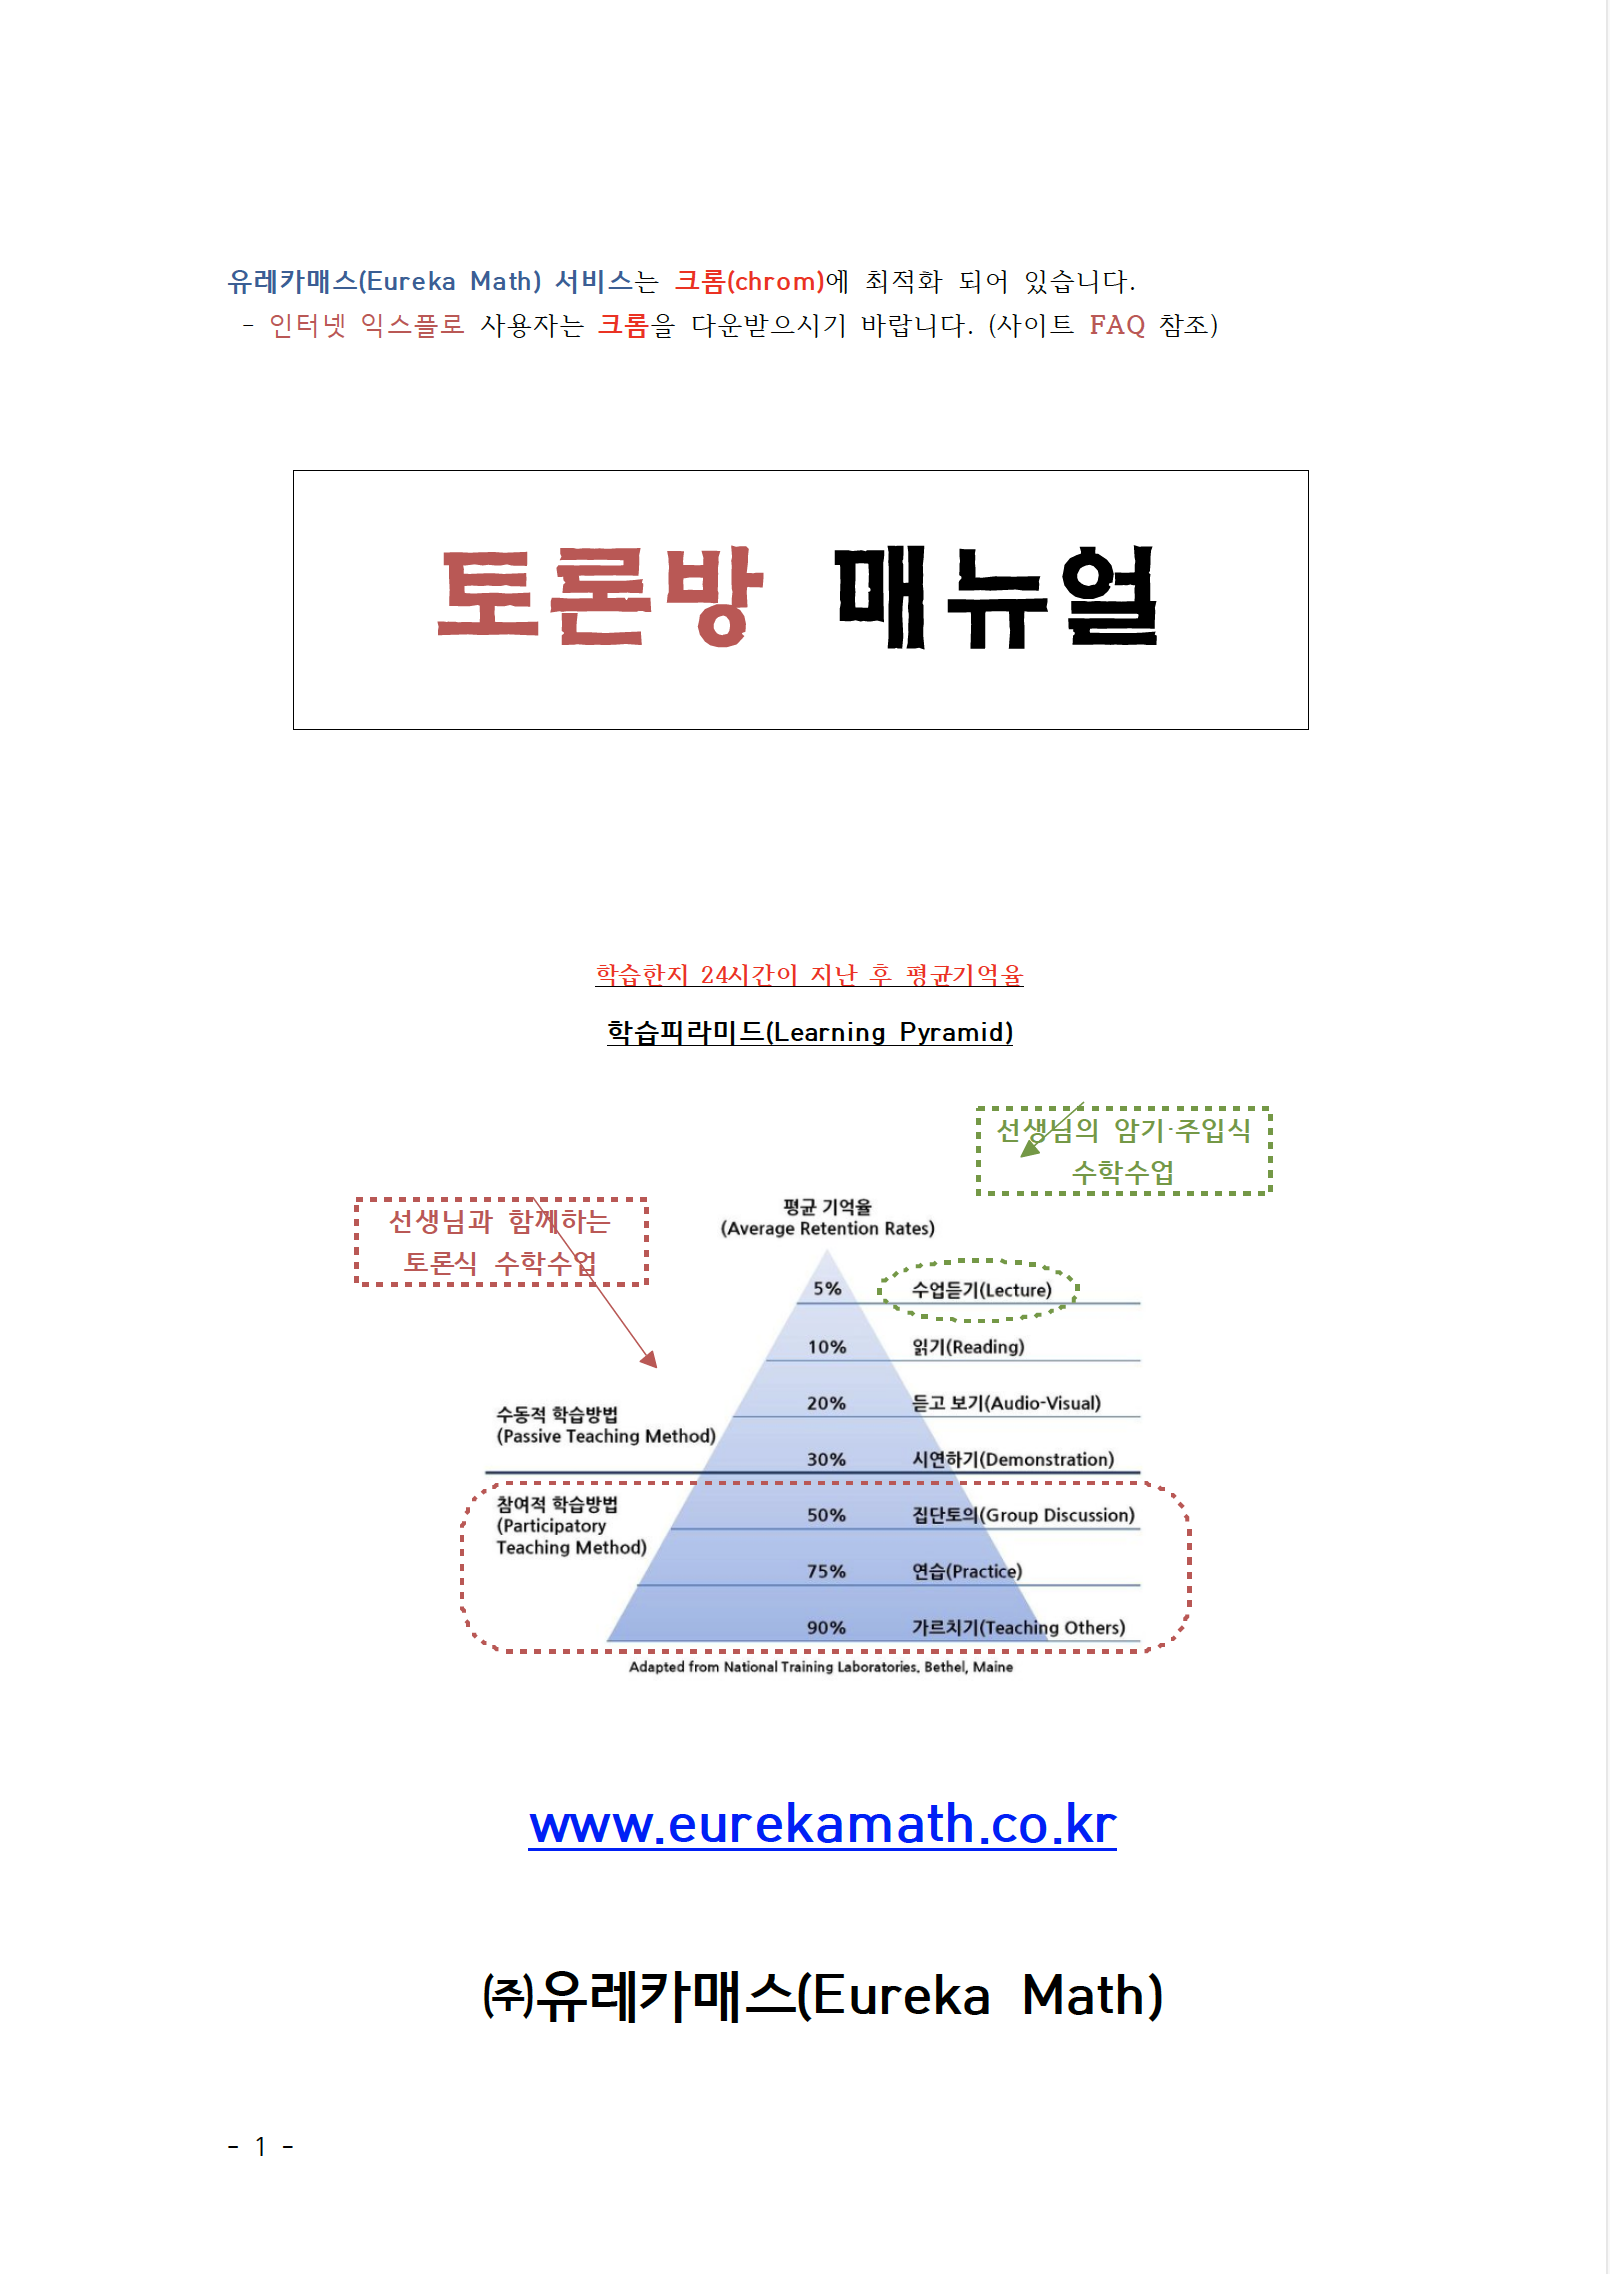 유레카매스(Eureka Math) 서비스는 크롬(chrom)에 최적화 되어 있습니다.
- 인터넷 익스플로 사용자는 크롬을 다운받으시기 바랍니다. (사이트 FAQ 참조)
토론방 매뉴얼
학습한지 24시간이 지난 후 평균기억율
학습피라미드(Learning Pyramid)
선생님의 암기·주입식
수학수업
선생님과 함께하는
토론식 수학수업
평균 기억율
(Average Retention Rates)
5% 수업듣기(Lecture)
10% 읽기(Reading)
20% 듣고 보기(Audio-Visual)
수동적 학습방법
(Passive Teaching Method)
30% 시연하기(Demonstration)
참여적 학습방법
(Participatory
Teaching Method)
50% 집단토의(Group Discussion)
75% 연습(Practice)
90% 가르치기(Teaching Others)
Adapted from National Training Laboratories. Bethel, Maine
www.eurekamath.co.kr
㈜유레카매스(Eureka Math)
- 1 -